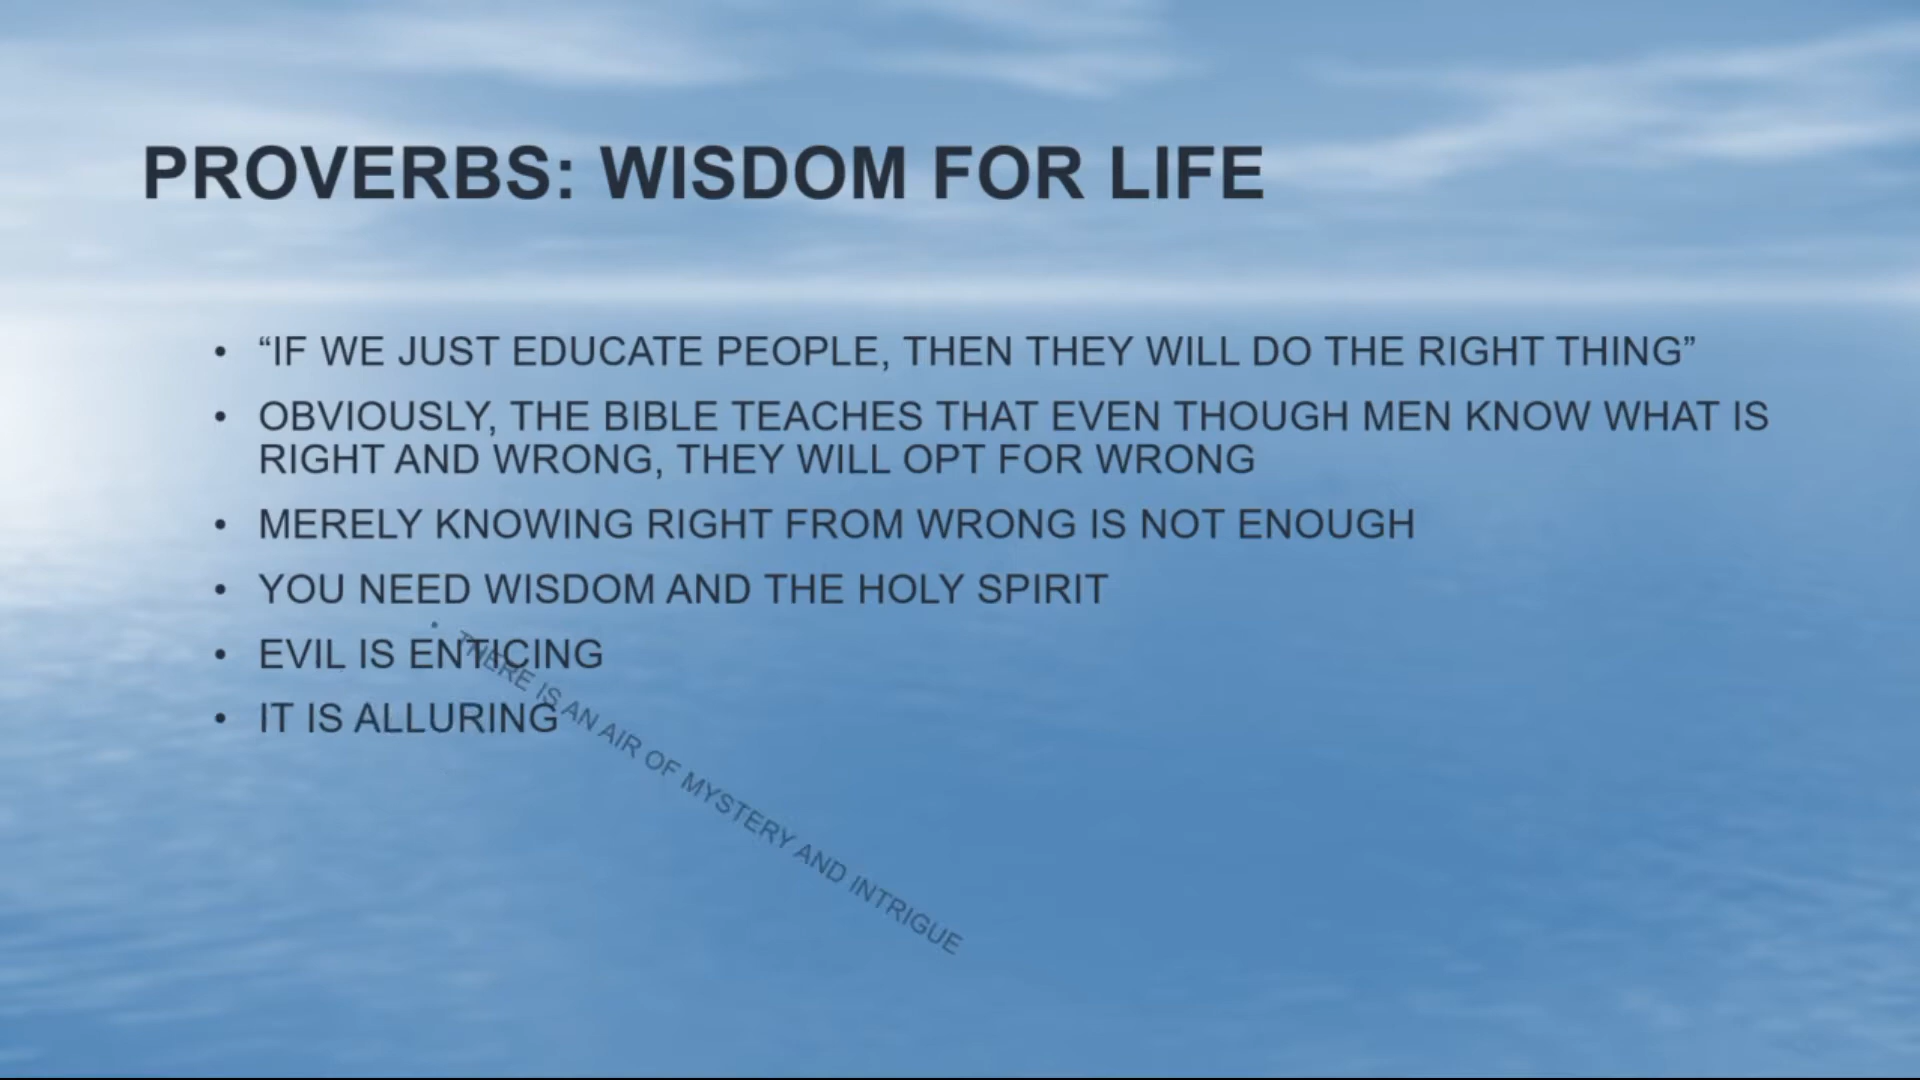 PROVERBS: WISDOM FOR LIFE
• “IF WE JUST EDUCATE PEOPLE, THEN THEY WILL DO THE RIGHT THING”
• OBVIOUSLY, THE BIBLE TEACHES THAT EVEN THOUGH MEN KNOW WHAT IS
RIGHT AND WRONG, THEY WILL OPT FOR WRONG
• MERELY KNOWING RIGHT FROM WRONG IS NOT ENOUGH
• YOU NEED WISDOM AND THE HOLY SPIRIT
• EVIL IS ENTICING
• IT IS ALLURING
• THERE IS AN AIR OF MYSTERY AND INTRIGUE